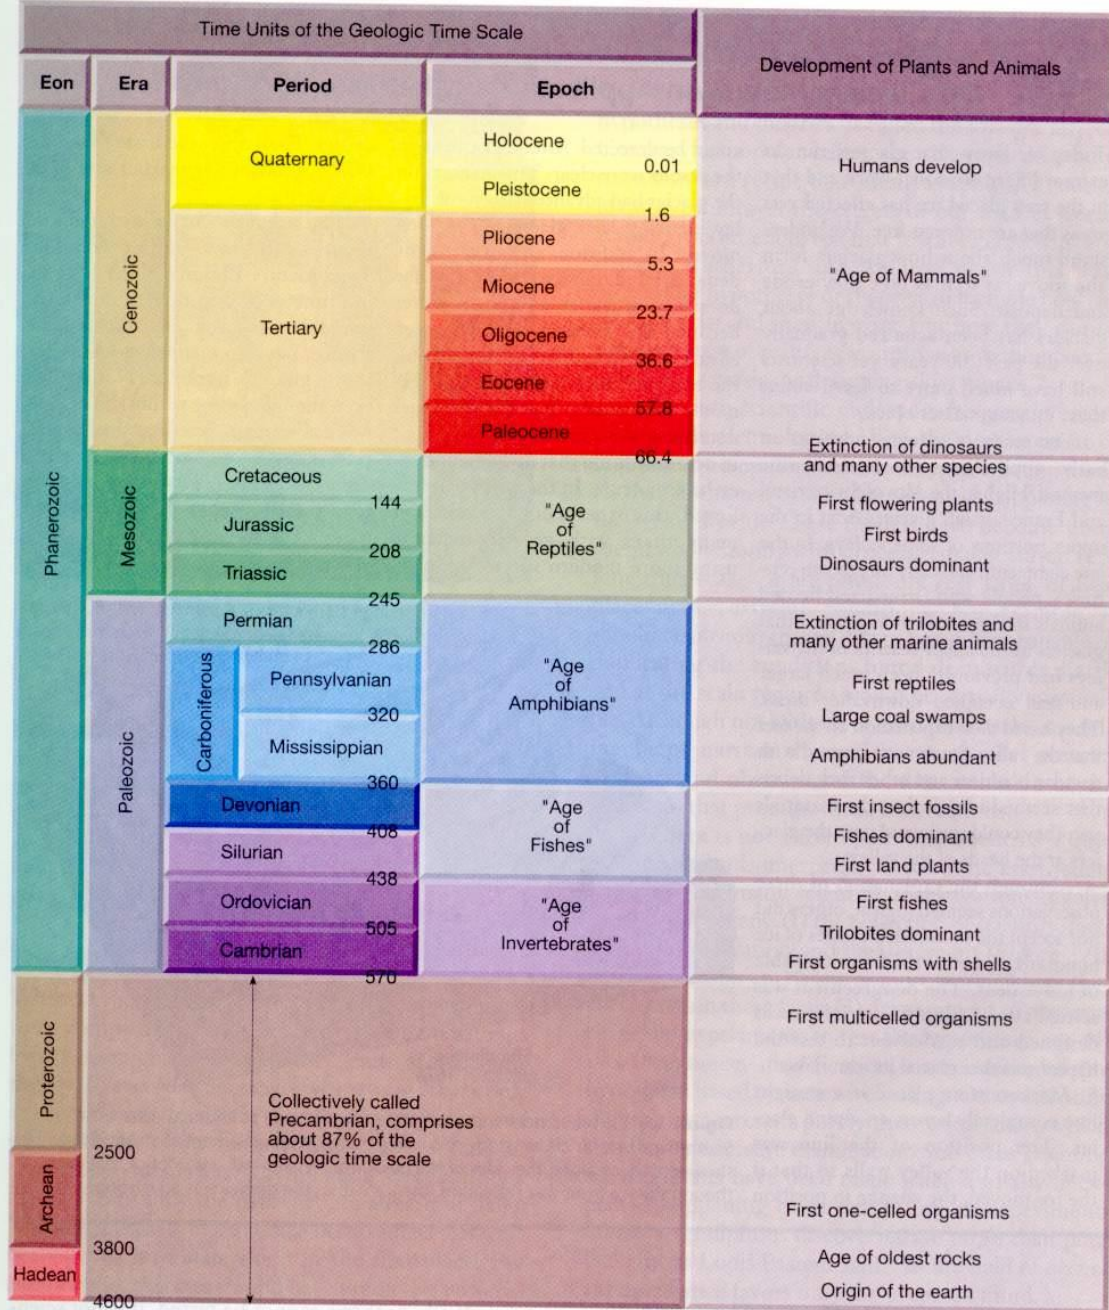 Time Units of the Geologic Time Scale
Development of Plants and Animals
Eon
Era
Period
Epoch
Phanerozoic
Cenozoic
Quaternary
Holocene
0.01
Pleistocene
1.6
Humans develop
Tertiary
Pliocene
5.3
Miocene
23.7
Oligocene
36.6
Eocene
57.8
Paleocene
66.4
"Age of Mammals"
Extinction of dinosaurs
and many other species
Mesozoic
Cretaceous
144
Jurassic
208
Triassic
245
"Age
of
Reptiles"
First flowering plants
First birds
Dinosaurs dominant
Paleozoic
Permian
286
Carboniferous
Pennsylvanian
320
Mississippian
360
"Age
of
Amphibians"
Extinction of trilobites and
many other marine animals
First reptiles
Large coal swamps
Amphibians abundant
Devonian
408
Silurian
438
"Age
of
Fishes"
First insect fossils
Fishes dominant
First land plants
Ordovician
505
Cambrian
570
"Age
of
Invertebrates"
First fishes
Trilobites dominant
First organisms with shells
Proterozoic
2500
Archean
3800
Hadean
4600
Collectively called
Precambrian, comprises
about 87% of the
geologic time scale
First multicelled organisms
First one-celled organisms
Age of oldest rocks
Origin of the earth